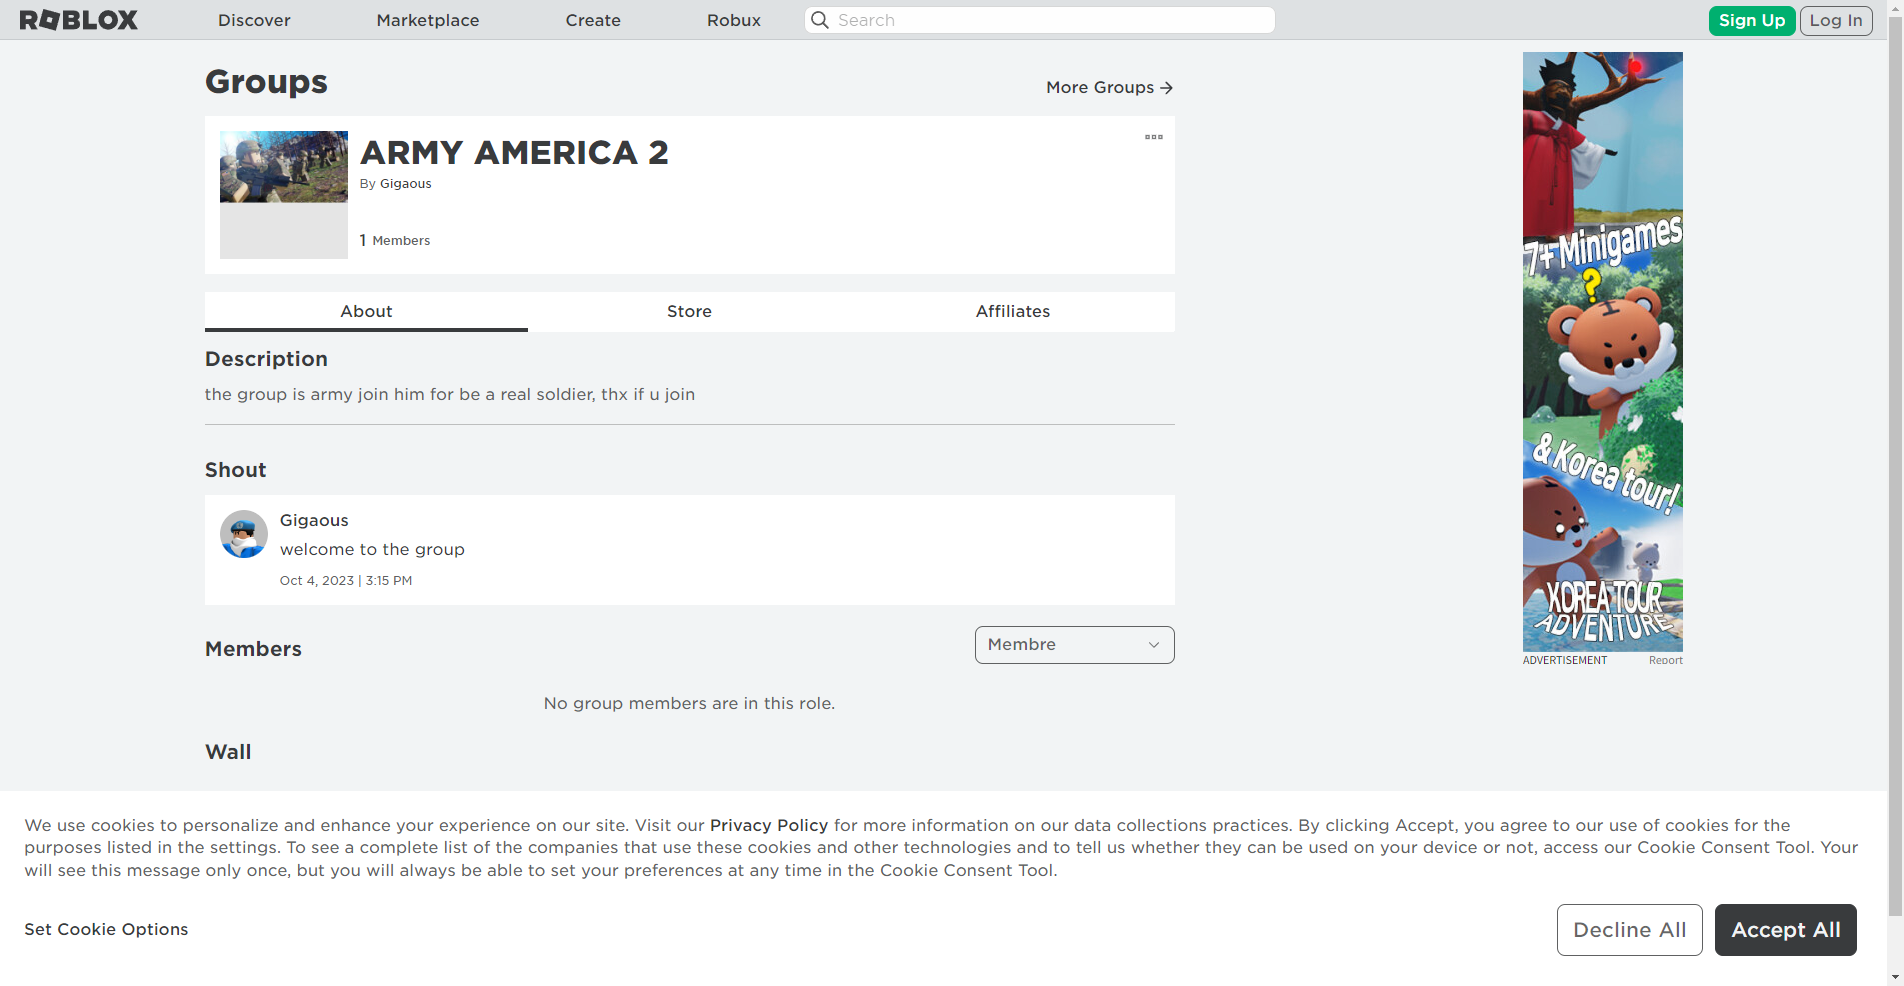 ROBLOX
Discover
Marketplace
Create
Robux
Search
Sign Up
Log In
Groups
More Groups
ARMY AMERICA 2
By Gigaous
1 Members
About
Store
Affiliates
Description
the group is army join him for be a real soldier, thx if u join
Shout
Gigaous
welcome to the group
Oct 4, 2023 | 3:15 PM
Members
Membre
No group members are in this role.
Wall
7+ Minigames
?
& Korea tour!
KOREA TOUR
ADVENTURE
ADVERTISEMENT
Report
We use cookies to personalize and enhance your experience on our site. Visit our Privacy Policy for more information on our data collections practices. By clicking Accept, you agree to our use of cookies for the
purposes listed in the settings. To see a complete list of the companies that use these cookies and other technologies and to tell us whether they can be used on your device or not, access our Cookie Consent Tool. Your
will see this message only once, but you will always be able to set your preferences at any time in the Cookie Consent Tool.
Set Cookie Options
Decline All
Accept All